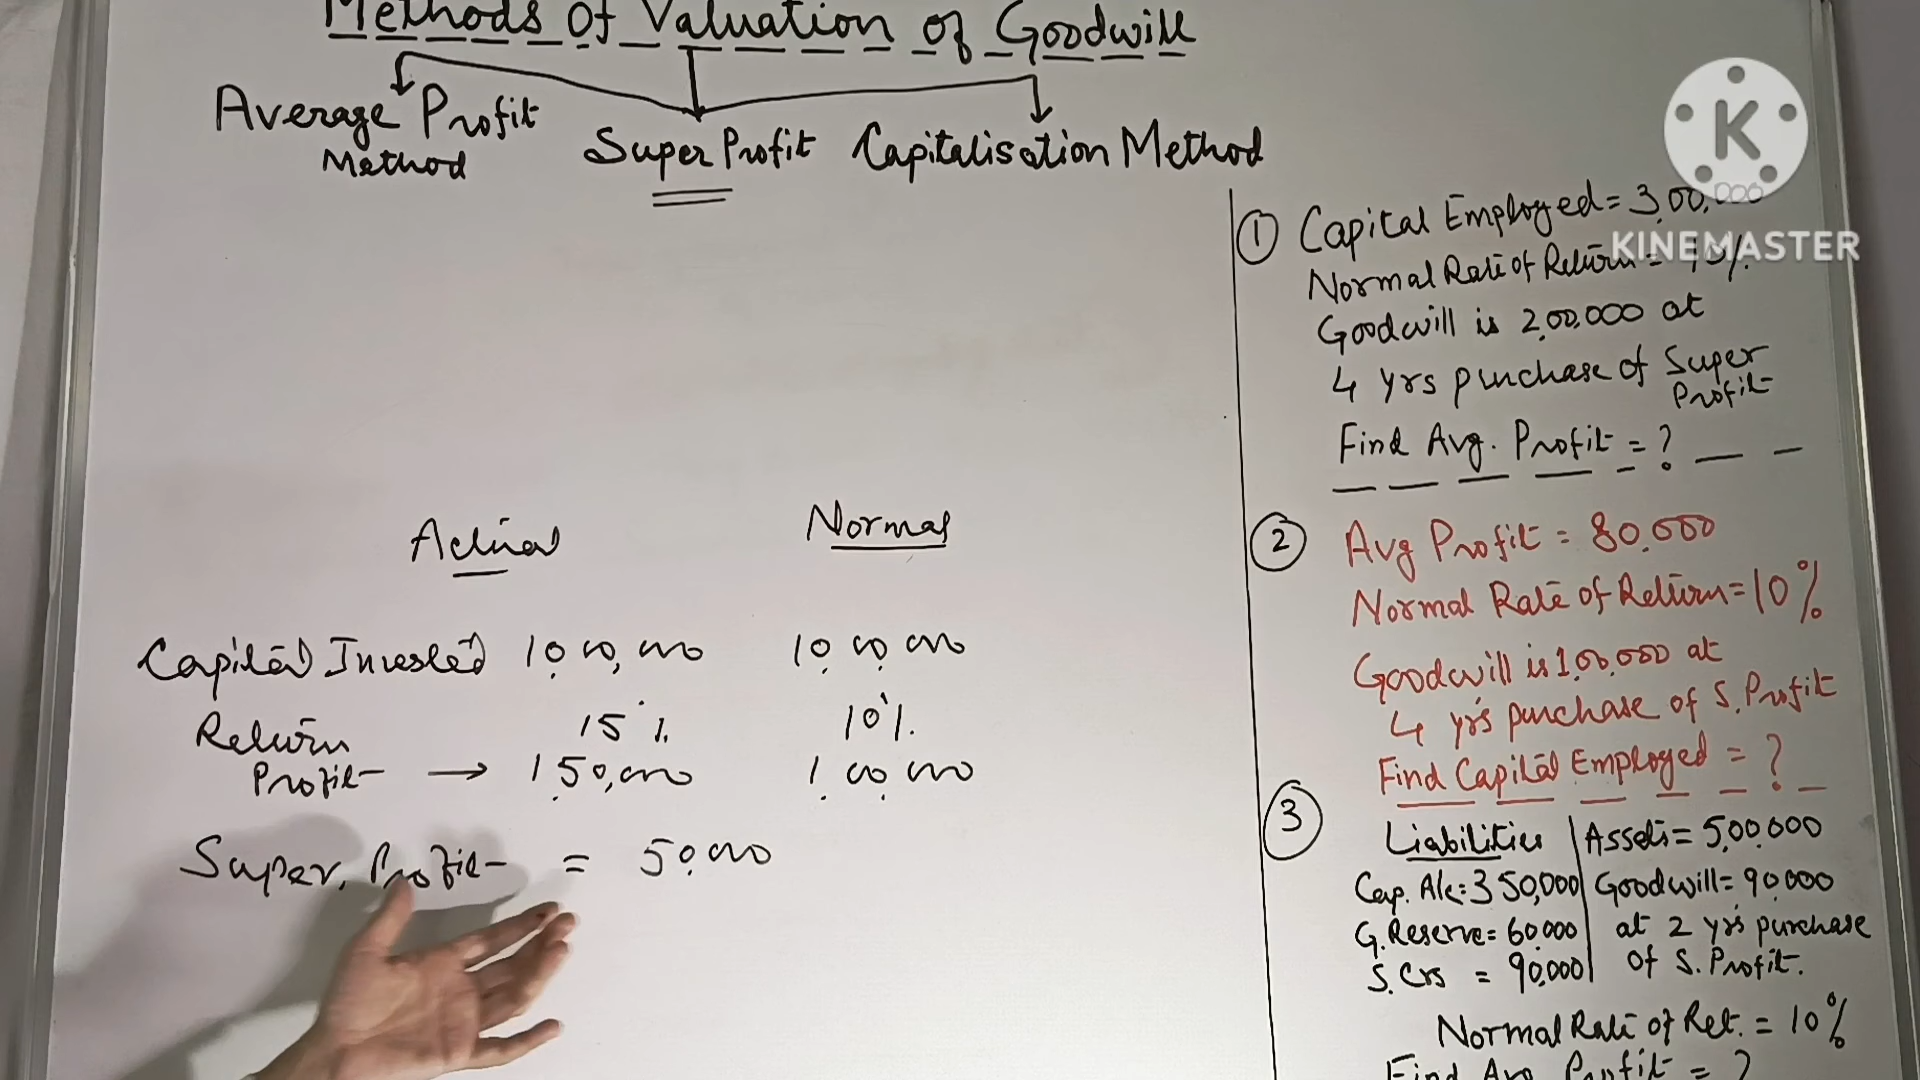 Methods Of Valuation of Goodwill
Average Profit
Method
Super Profit
Capitalisation Method
Actual Normal
Capital Invested 10,00,000 10,00,000
Return 15% 10%
Profit → 1,50,000 1,00,000
Super Profit = 50,000
① Capital Employed = 3,00,000
Normal Rate of Return = 10%
Goodwill is 2,00,000 at
4 yrs purchase of Super
Profit
Find Avg. Profit = ?
② Avg Profit = 80,000
Normal Rate of Return = 10%
Goodwill is 1,00,000 at
4 yrs purchase of S. Profit
Find Capital Employed = ?
③ Liabilities Assets = 5,00,000
Cap. A/c = 350,000 Goodwill = 90,000
G. Reserve = 60,000 at 2 yrs purchase
S. Crs = 90,000 of S. Profit.
Normal Rate of Ret. = 10%
Find Avg Profit = ?
K
KINEMASTER